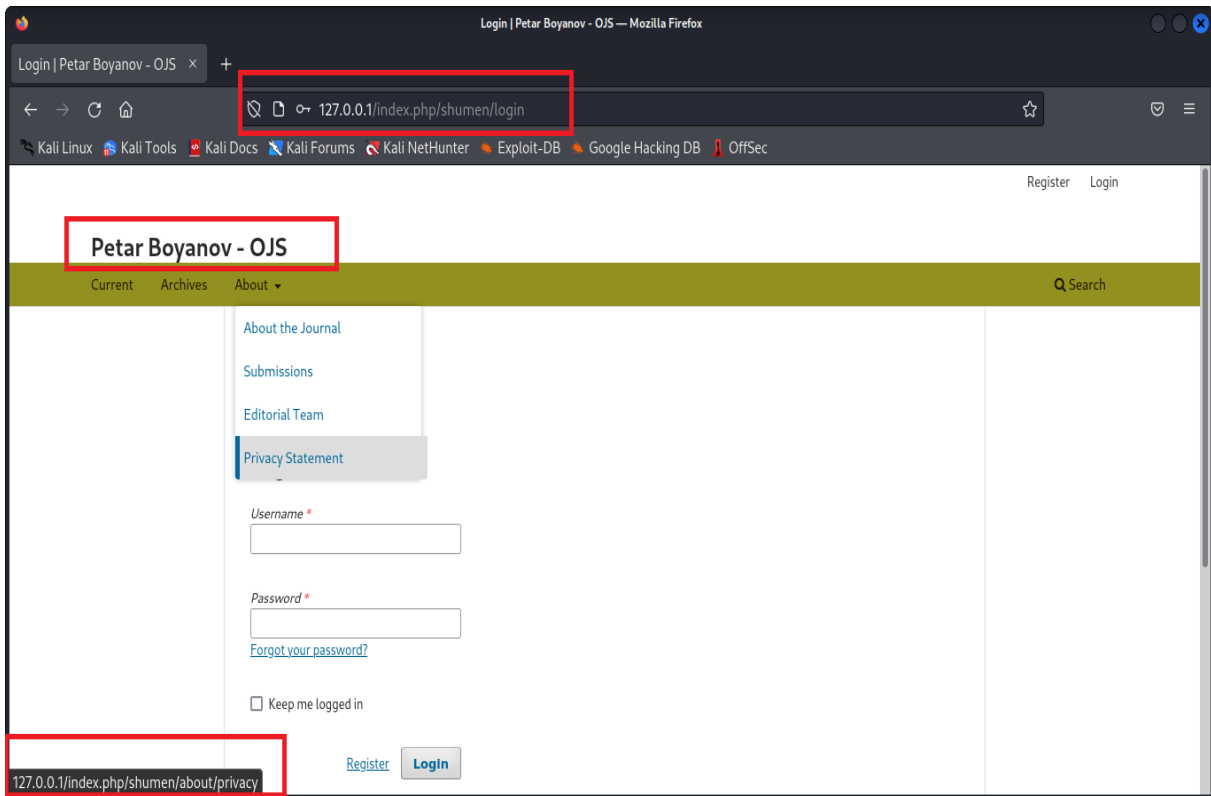 Login | Petar Boyanov - OJS — Mozilla Firefox
Login | Petar Boyanov - OJS × +
127.0.0.1/index.php/shumen/login
Kali Linux Kali Tools Kali Docs Kali Forums Kali NetHunter Exploit-DB Google Hacking DB OffSec
Register Login
Petar Boyanov - OJS
Current Archives About Search
About the Journal
Submissions
Editorial Team
Privacy Statement
Username *
Password *
Forgot your password?
Keep me logged in
Register Login
127.0.0.1/index.php/shumen/about/privacy